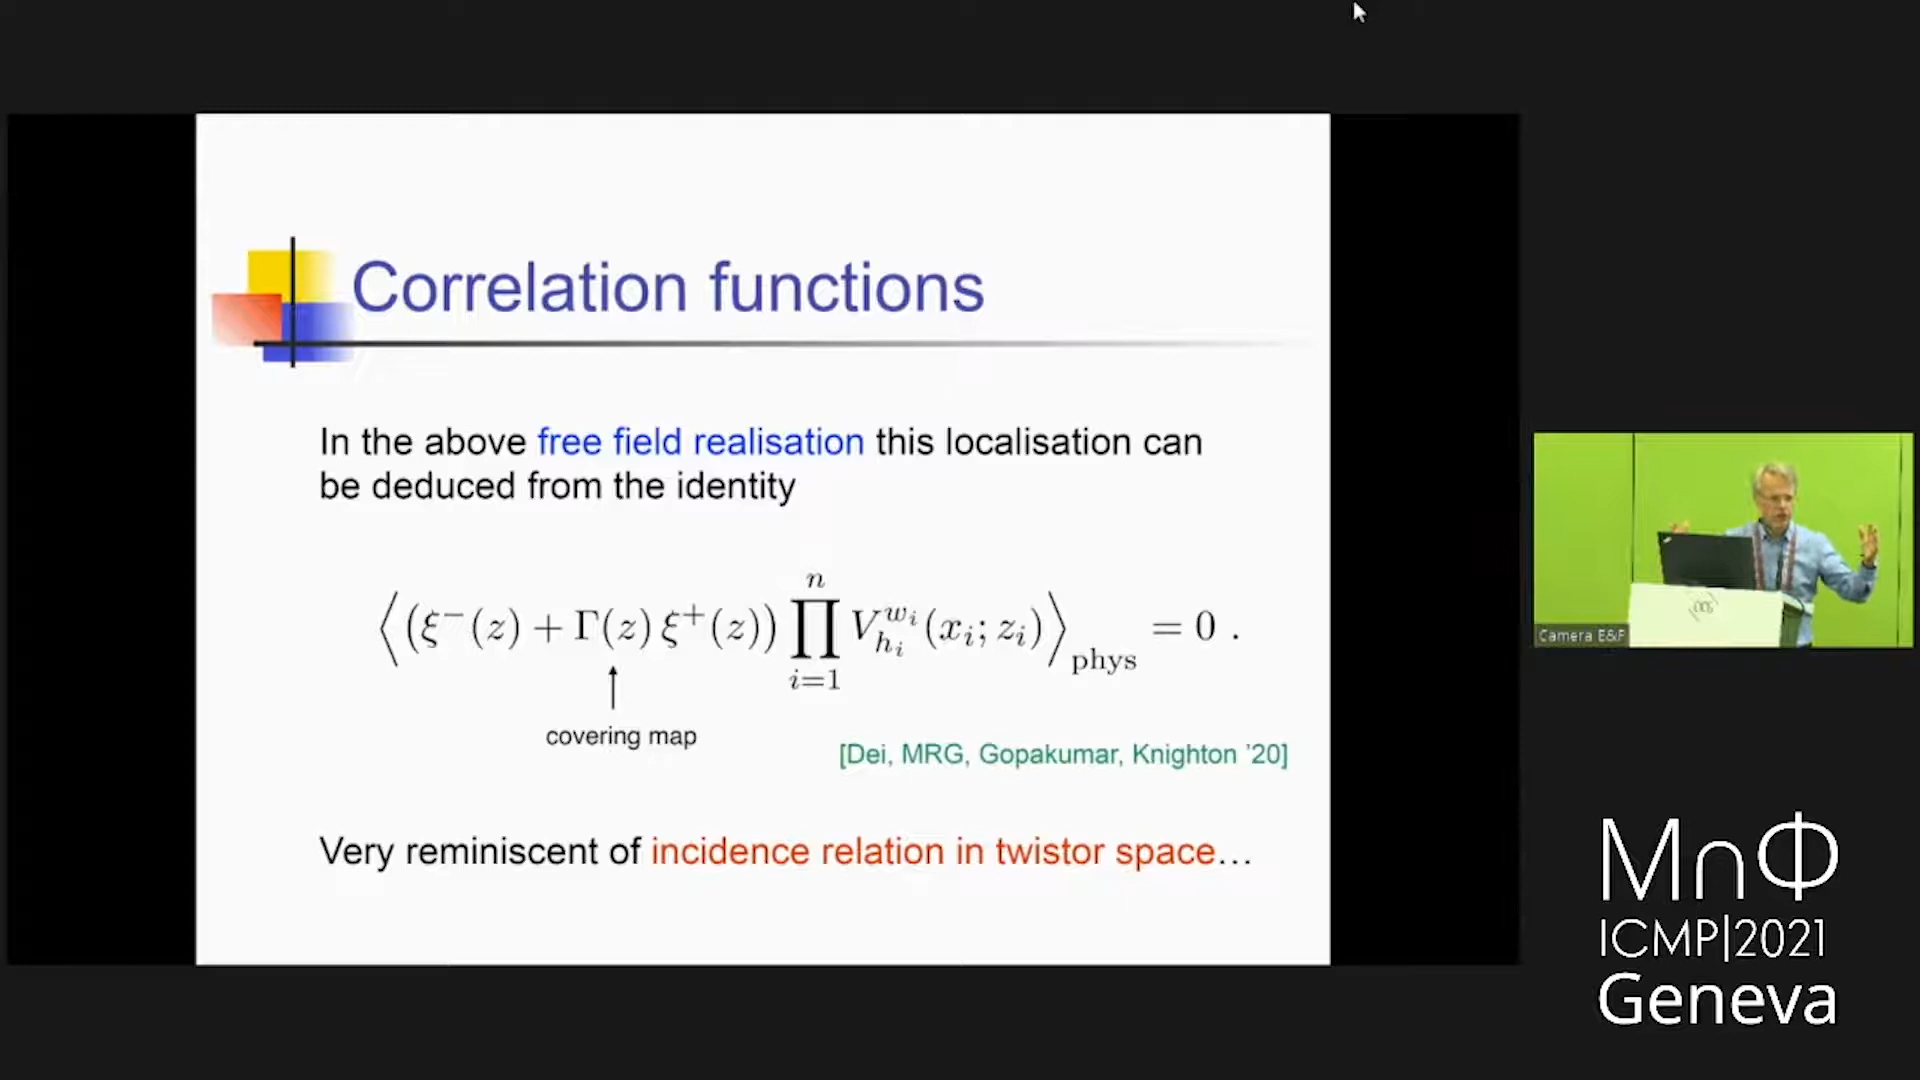 Correlation functions
In the above free field realisation this localisation can
be deduced from the identity
⟨(ξ⁻(z) + Γ(z) ξ⁺(z)) ∏ⁿᵢ₌₁ V^{w_i}_{h_i}(x_i; z_i)⟩_phys = 0 .
covering map
[Dei, MRG, Gopakumar, Knighton ’20]
Very reminiscent of incidence relation in twistor space…
Camera E&F
M∩Φ
ICMP|2021
Geneva